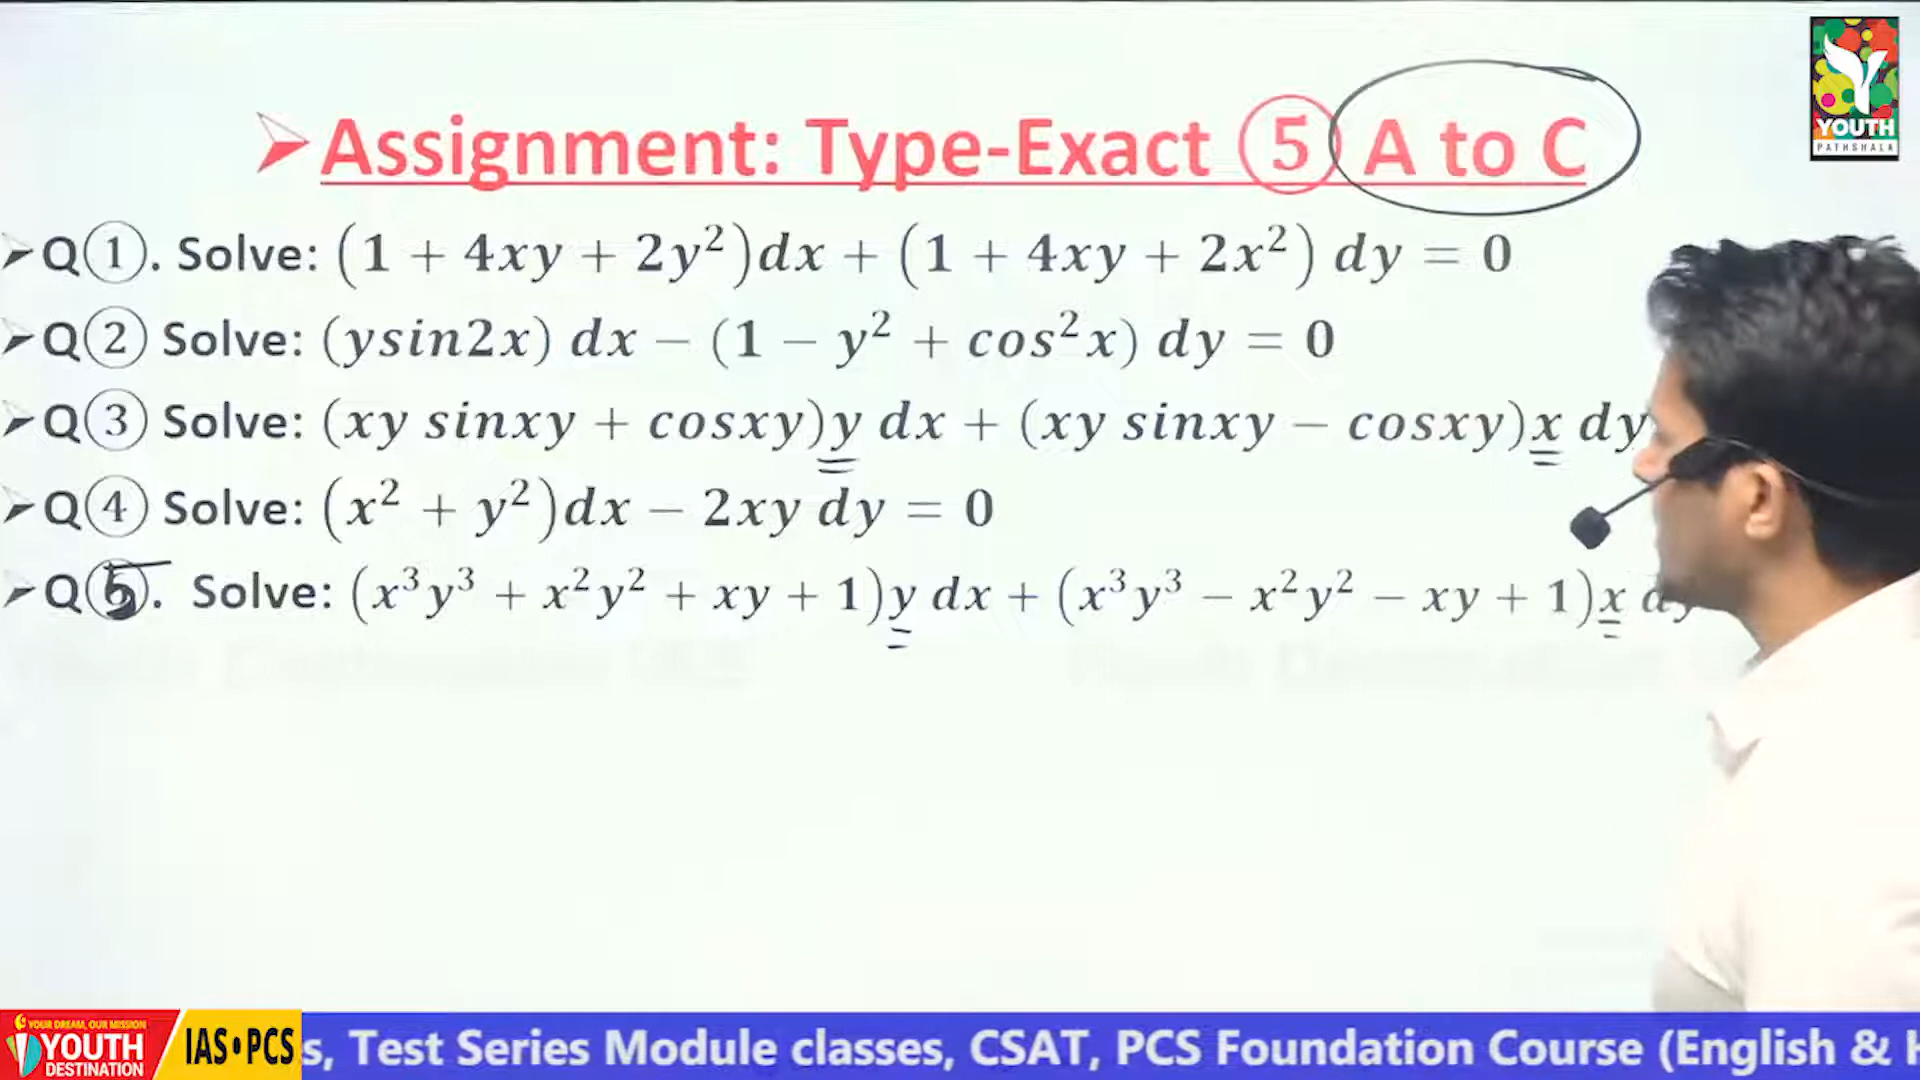 YOUTH
PATHSHALA
➢Assignment: Type-Exact 5 A to C
➢Q①. Solve: (1 + 4xy + 2y²)dx + (1 + 4xy + 2x²) dy = 0
➢Q② Solve: (ysin2x) dx − (1 − y² + cos²x) dy = 0
➢Q③ Solve: (xy sinxy + cosxy)y dx + (xy sinxy − cosxy)x dy
➢Q④ Solve: (x² + y²)dx − 2xy dy = 0
➢Q⑤. Solve: (x³y³ + x²y² + xy + 1)y dx + (x³y³ − x²y² − xy + 1)x dy
YOUR DREAM, OUR MISSION
YOUTH
DESTINATION
IAS•PCS
s, Test Series Module classes, CSAT, PCS Foundation Course (English & H